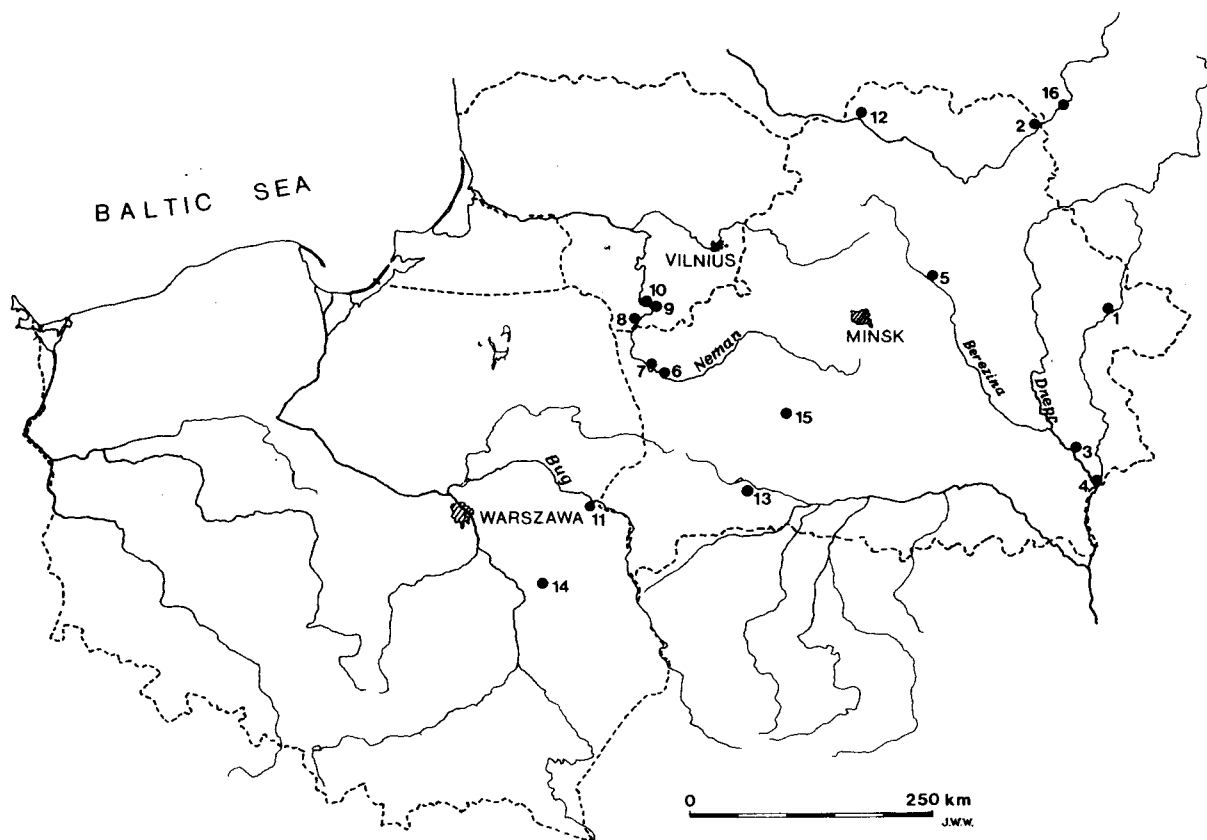 16
12
2
BALTIC SEA
VILNIUS
5
10
9
8
1
MINSK
Neman
7
6
Berezina
Dnepr
15
3
Bug
13
4
WARSZAWA
11
14
0
250 km
J.W.W.